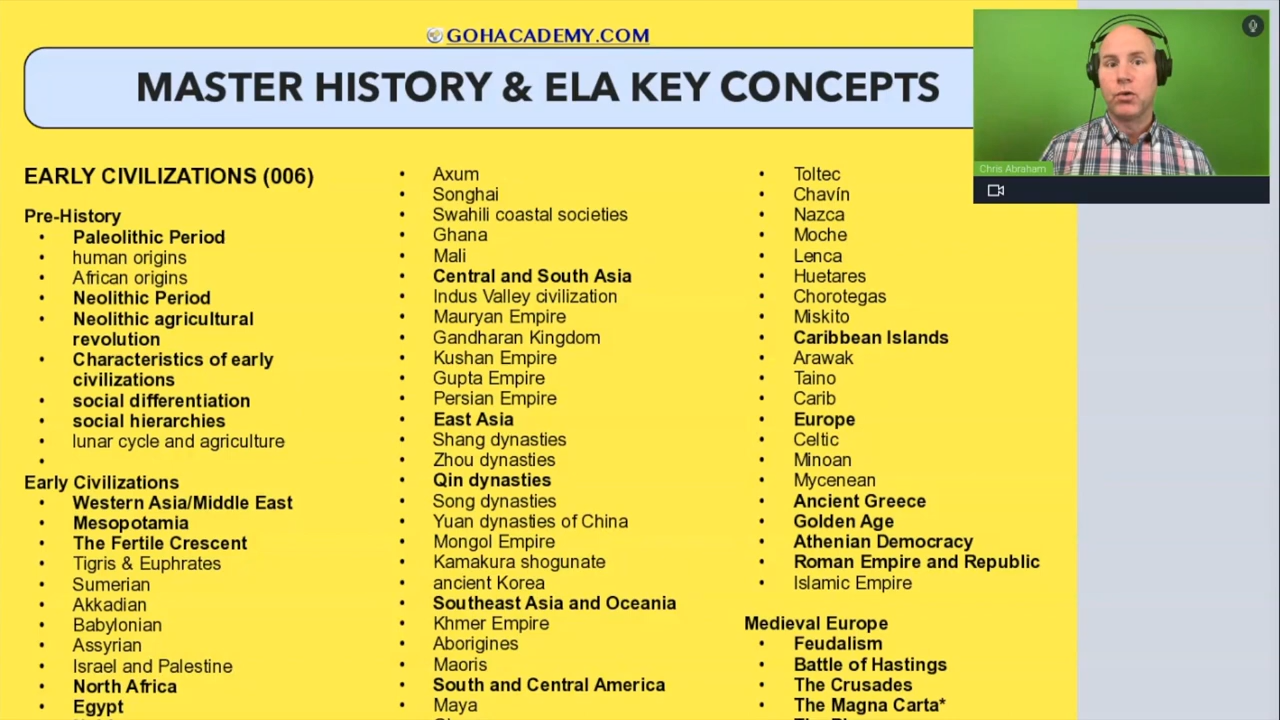 GOHACADEMY.COM
MASTER HISTORY & ELA KEY CONCEPTS
Chris Abraham
EARLY CIVILIZATIONS (006)
Pre-History
• Paleolithic Period
• human origins
• African origins
• Neolithic Period
• Neolithic agricultural
revolution
• Characteristics of early
civilizations
• social differentiation
• social hierarchies
• lunar cycle and agriculture
•
Early Civilizations
• Western Asia/Middle East
• Mesopotamia
• The Fertile Crescent
• Tigris & Euphrates
• Sumerian
• Akkadian
• Babylonian
• Assyrian
• Israel and Palestine
• North Africa
• Egypt
• Axum
• Songhai
• Swahili coastal societies
• Ghana
• Mali
• Central and South Asia
• Indus Valley civilization
• Mauryan Empire
• Gandharan Kingdom
• Kushan Empire
• Gupta Empire
• Persian Empire
• East Asia
• Shang dynasties
• Zhou dynasties
• Qin dynasties
• Song dynasties
• Yuan dynasties of China
• Mongol Empire
• Kamakura shogunate
• ancient Korea
• Southeast Asia and Oceania
• Khmer Empire
• Aborigines
• Maoris
• South and Central America
• Maya
• Toltec
• Chavín
• Nazca
• Moche
• Lenca
• Huetares
• Chorotegas
• Miskito
• Caribbean Islands
• Arawak
• Taino
• Carib
• Europe
• Celtic
• Minoan
• Mycenean
• Ancient Greece
• Golden Age
• Athenian Democracy
• Roman Empire and Republic
• Islamic Empire
Medieval Europe
• Feudalism
• Battle of Hastings
• The Crusades
• The Magna Carta*